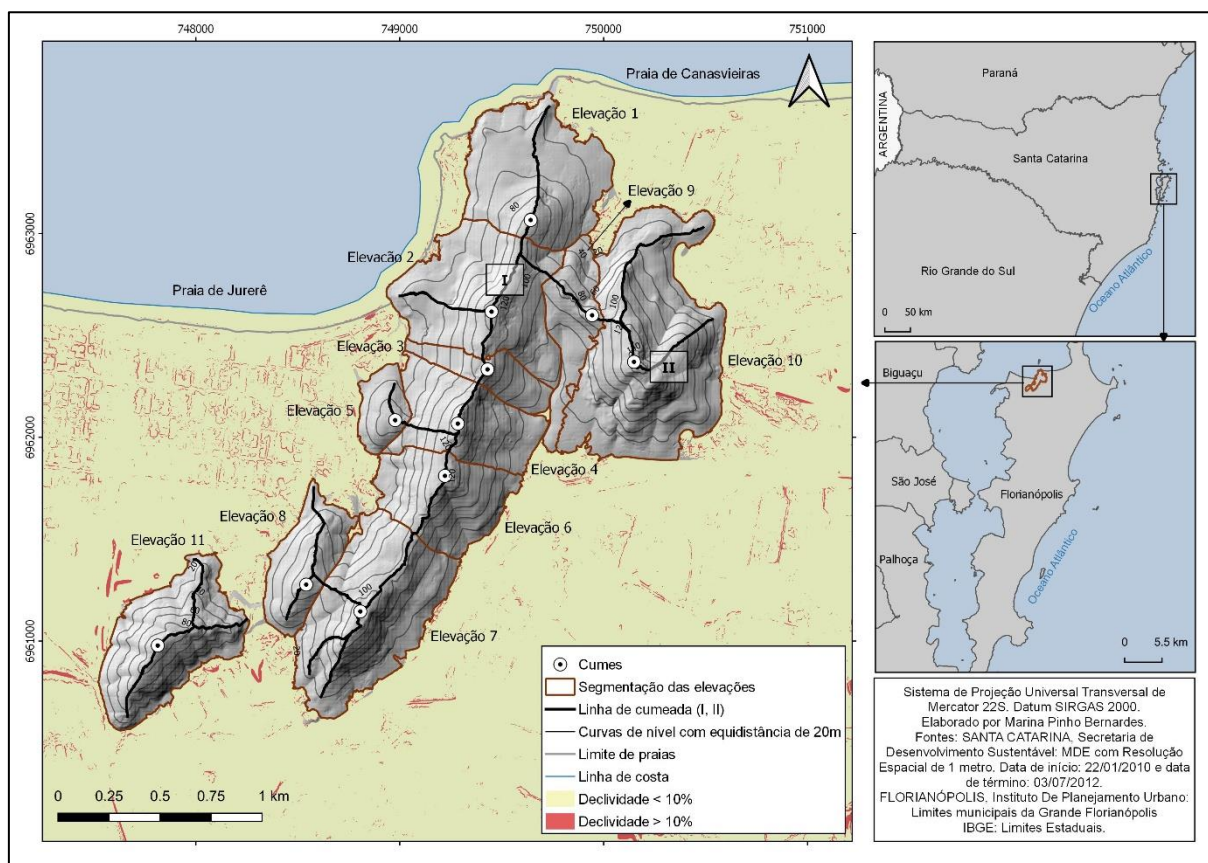 748000
749000
750000
751000
6963000
6962000
6961000
Praia de Canasvieiras
Elevação 1
Elevação 9
Elevacão 2
Praia de Jurerê
Elevação 3
Elevação 10
Elevação 5
Elevação 4
Elevação 8
Elevação 6
Elevação 11
Elevação 7
I
II
80
100
120
40
80
100
120
100
20
20
80
0 0.25 0.5 0.75 1 km
Cumes
Segmentação das elevações
Linha de cumeada (I, II)
Curvas de nível com equidistância de 20m
Limite de praias
Linha de costa
Declividade < 10%
Declividade > 10%
Paraná
ARGENTINA
Santa Catarina
Rio Grande do Sul
Oceano Atlântico
0 50 km
Biguaçu
São José
Florianópolis
Palhoça
Oceano Atlântico
0 5.5 km
Sistema de Projeção Universal Transversal de
Mercator 22S. Datum SIRGAS 2000.
Elaborado por Marina Pinho Bernardes.
Fontes: SANTA CATARINA, Secretaria de
Desenvolvimento Sustentável: MDE com Resolução
Espacial de 1 metro. Data de início: 22/01/2010 e data
de término: 03/07/2012.
FLORIANÓPOLIS, Instituto De Planejamento Urbano:
Limites municipais da Grande Florianópolis
IBGE: Limites Estaduais.